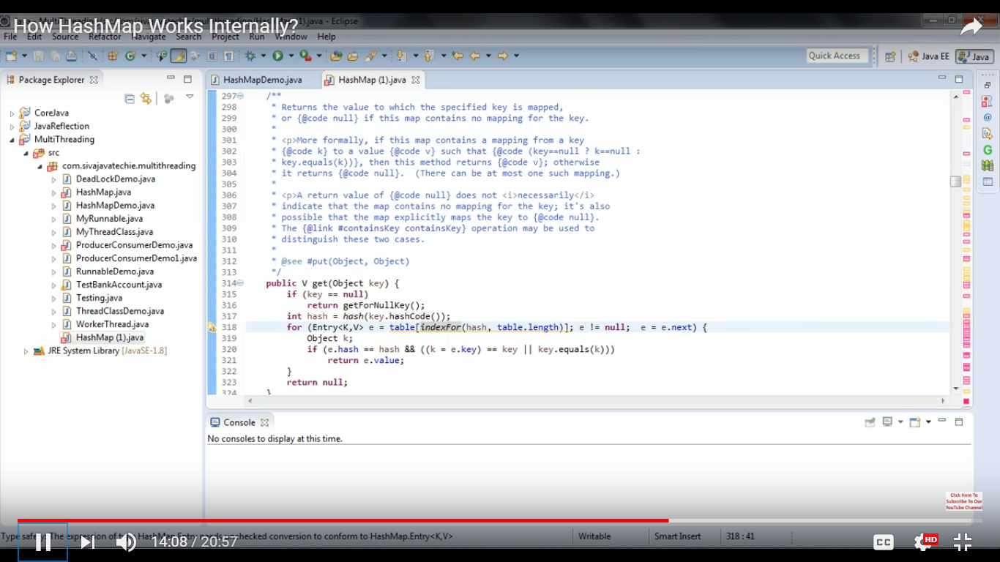 How HashMap Works Internally?
File Edit Source Refactor Navigate Search Project Run Window Help
Quick Access
Java EE
Java
Package Explorer
CoreJava
JavaReflection
MultiThreading
src
com.sivajavatechie.multithreading
DeadLockDemo.java
HashMap.java
HashMapDemo.java
MyRunnable.java
MyThreadClass.java
ProducerConsumerDemo.java
ProducerConsumerDemo1.java
RunnableDemo.java
TestBankAccount.java
Testing.java
ThreadClassDemo.java
WorkerThread.java
HashMap (1).java
JRE System Library [JavaSE-1.8]
HashMapDemo.java
HashMap (1).java
297 /**
298 * Returns the value to which the specified key is mapped,
299 * or {@code null} if this map contains no mapping for the key.
300 *
301 * <p>More formally, if this map contains a mapping from a key
302 * {@code k} to a value {@code v} such that {@code (key==null ? k==null :
303 * key.equals(k))}, then this method returns {@code v}; otherwise
304 * it returns {@code null}.  (There can be at most one such mapping.)
305 *
306 * <p>A return value of {@code null} does not <i>necessarily</i>
307 * indicate that the map contains no mapping for the key; it's also
308 * possible that the map explicitly maps the key to {@code null}.
309 * The {@link #containsKey containsKey} operation may be used to
310 * distinguish these two cases.
311 *
312 * @see #put(Object, Object)
313 */
314 public V get(Object key) {
315 if (key == null)
316 return getForNullKey();
317 int hash = hash(key.hashCode());
318 for (Entry<K,V> e = table[indexFor(hash, table.length)]; e != null;  e = e.next) {
319 Object k;
320 if (e.hash == hash && ((k = e.key) == key || key.equals(k)))
321 return e.value;
322 }
323 return null;
324 }
Console
No consoles to display at this time.
Click Here To
Subscribe To Our
YouTube Channel
14:08 / 20:57
unchecked conversion to conform to HashMap.Entry<K,V>
Writable
Smart Insert
318 : 41
CC
HD